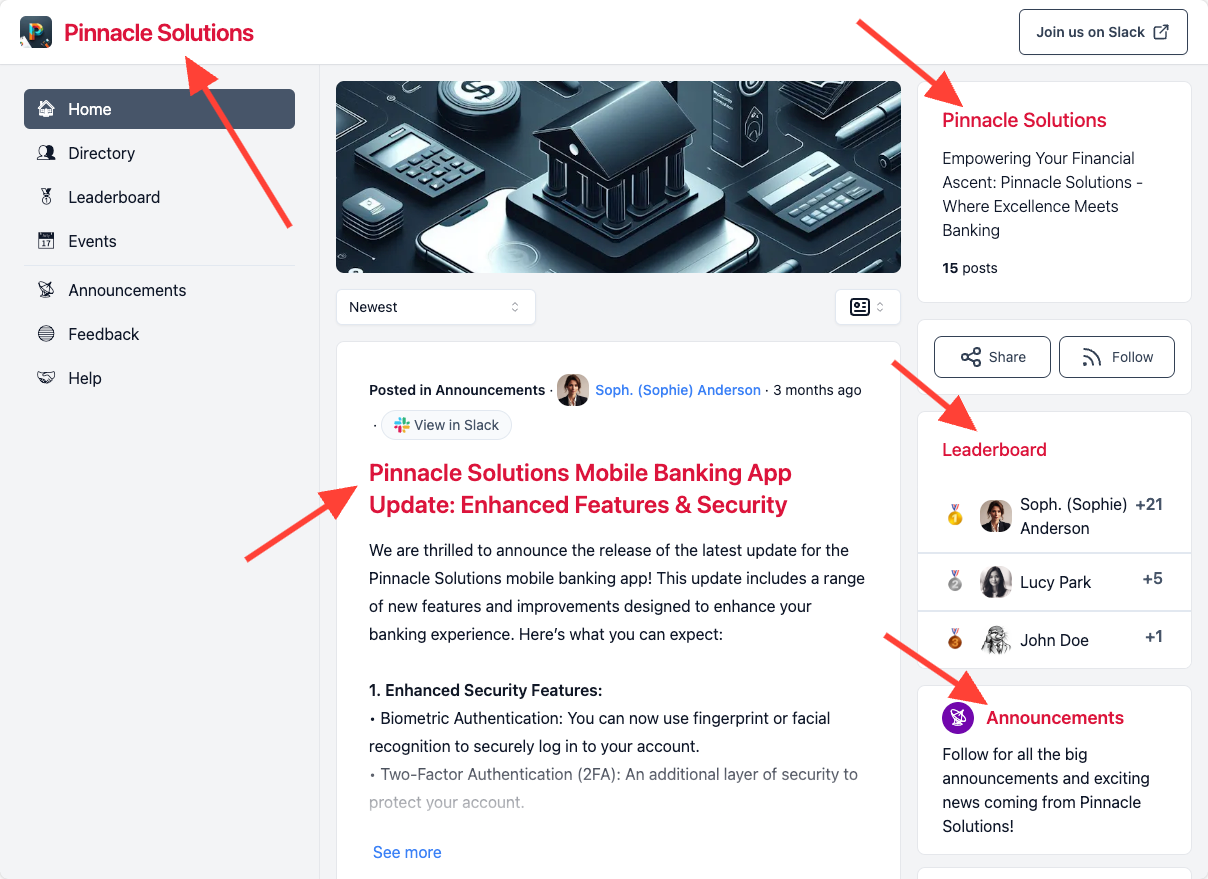 Pinnacle Solutions
Join us on Slack
Home
Directory
Leaderboard
Events
17
Announcements
Feedback
Help
Newest
Posted in Announcements · Soph. (Sophie) Anderson · 3 months ago
· View in Slack
Pinnacle Solutions Mobile Banking App
Update: Enhanced Features & Security
We are thrilled to announce the release of the latest update for the
Pinnacle Solutions mobile banking app! This update includes a range
of new features and improvements designed to enhance your
banking experience. Here’s what you can expect:
1. Enhanced Security Features:
• Biometric Authentication: You can now use fingerprint or facial
recognition to securely log in to your account.
• Two-Factor Authentication (2FA): An additional layer of security to
protect your account.
See more
Pinnacle Solutions
Empowering Your Financial
Ascent: Pinnacle Solutions -
Where Excellence Meets
Banking
15 posts
Share
Follow
Leaderboard
1
Soph. (Sophie) +21
Anderson
2
Lucy Park +5
3
John Doe +1
Announcements
Follow for all the big
announcements and exciting
news coming from Pinnacle
Solutions!